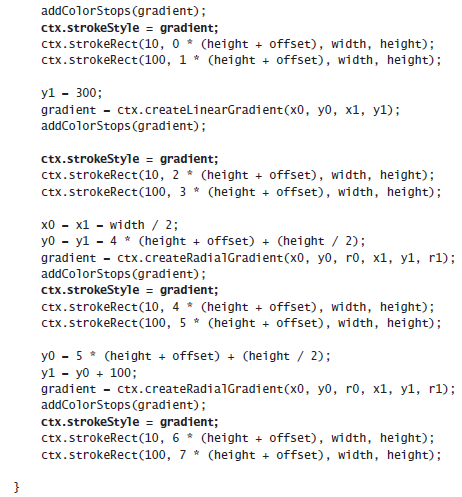 addColorStops(gradient);
ctx.strokeStyle = gradient;
ctx.strokeRect(10, 0 * (height + offset), width, height);
ctx.strokeRect(100, 1 * (height + offset), width, height);
y1 = 300;
gradient = ctx.createLinearGradient(x0, y0, x1, y1);
addColorStops(gradient);
ctx.strokeStyle = gradient;
ctx.strokeRect(10, 2 * (height + offset), width, height);
ctx.strokeRect(100, 3 * (height + offset), width, height);
x0 = x1 = width / 2;
y0 = y1 = 4 * (height + offset) + (height / 2);
gradient = ctx.createRadialGradient(x0, y0, r0, x1, y1, r1);
addColorStops(gradient);
ctx.strokeStyle = gradient;
ctx.strokeRect(10, 4 * (height + offset), width, height);
ctx.strokeRect(100, 5 * (height + offset), width, height);
y0 = 5 * (height + offset) + (height / 2);
y1 = y0 + 100;
gradient = ctx.createRadialGradient(x0, y0, r0, x1, y1, r1);
addColorStops(gradient);
ctx.strokeStyle = gradient;
ctx.strokeRect(10, 6 * (height + offset), width, height);
ctx.strokeRect(100, 7 * (height + offset), width, height);
}